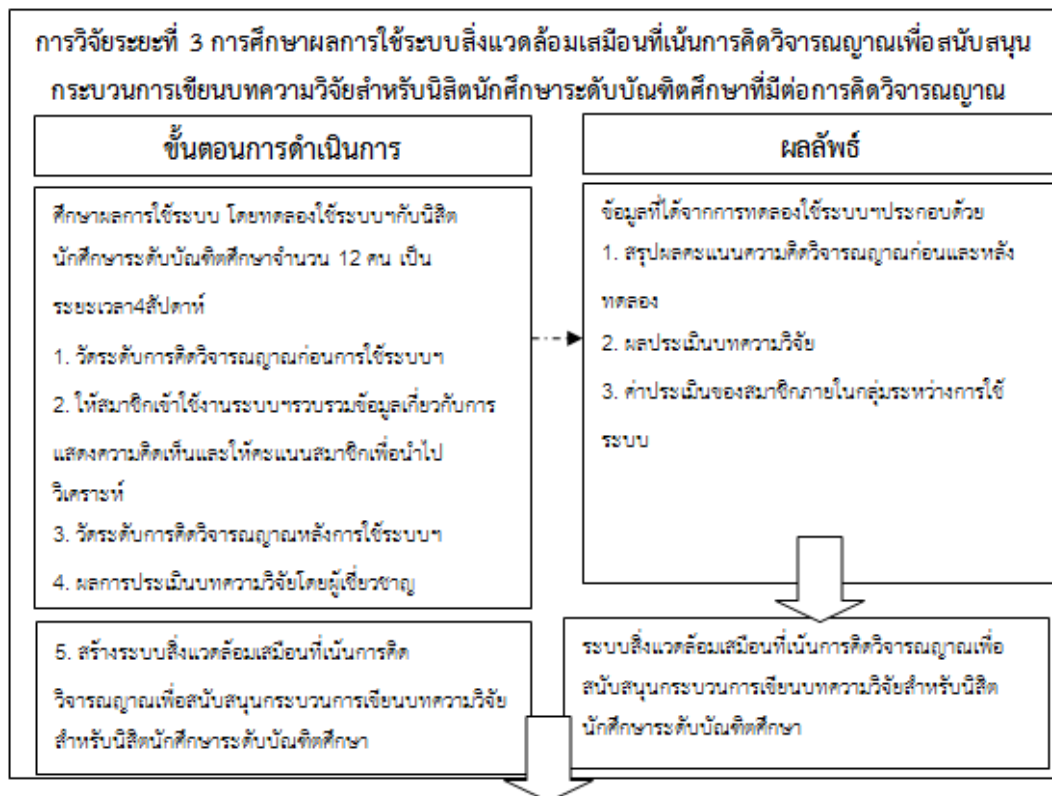 การวิจัยระยะที่ 3 การศึกษาผลการใช้ระบบสิ่งแวดล้อมเสมือนที่เน้นการคิดวิจารณญาณเพื่อสนับสนุน
กระบวนการเขียนบทความวิจัยสำหรับนิสิตนักศึกษาระดับบัณฑิตศึกษาที่มีต่อการคิดวิจารณญาณ
ขั้นตอนการดำเนินการ
ศึกษาผลการใช้ระบบ โดยทดลองใช้ระบบฯกับนิสิต
นักศึกษาระดับบัณฑิตศึกษาจำนวน 12 คน เป็น
ระยะเวลา4สัปดาห์
1. วัดระดับการคิดวิจารณญาณก่อนการใช้ระบบฯ
2. ให้สมาชิกเข้าใช้งานระบบฯรวบรวมข้อมูลเกี่ยวกับการ
แสดงความคิดเห็นและให้คะแนนสมาชิกเพื่อนำไป
วิเคราะห์
3. วัดระดับการคิดวิจารณญาณหลังการใช้ระบบฯ
4. ผลการประเมินบทความวิจัยโดยผู้เชี่ยวชาญ
5. สร้างระบบสิ่งแวดล้อมเสมือนที่เน้นการคิด
วิจารณญาณเพื่อสนับสนุนกระบวนการเขียนบทความวิจัย
สำหรับนิสิตนักศึกษาระดับบัณฑิตศึกษา
ผลลัพธ์
ข้อมูลที่ได้จากการทดลองใช้ระบบฯประกอบด้วย
1. สรุปผลคะแนนความคิดวิจารณญาณก่อนและหลัง
ทดลอง
2. ผลประเมินบทความวิจัย
3. ค่าประเมินของสมาชิกภายในกลุ่มระหว่างการใช้
ระบบ
ระบบสิ่งแวดล้อมเสมือนที่เน้นการคิดวิจารณญาณเพื่อ
สนับสนุนกระบวนการเขียนบทความวิจัยสำหรับนิสิต
นักศึกษาระดับบัณฑิตศึกษา